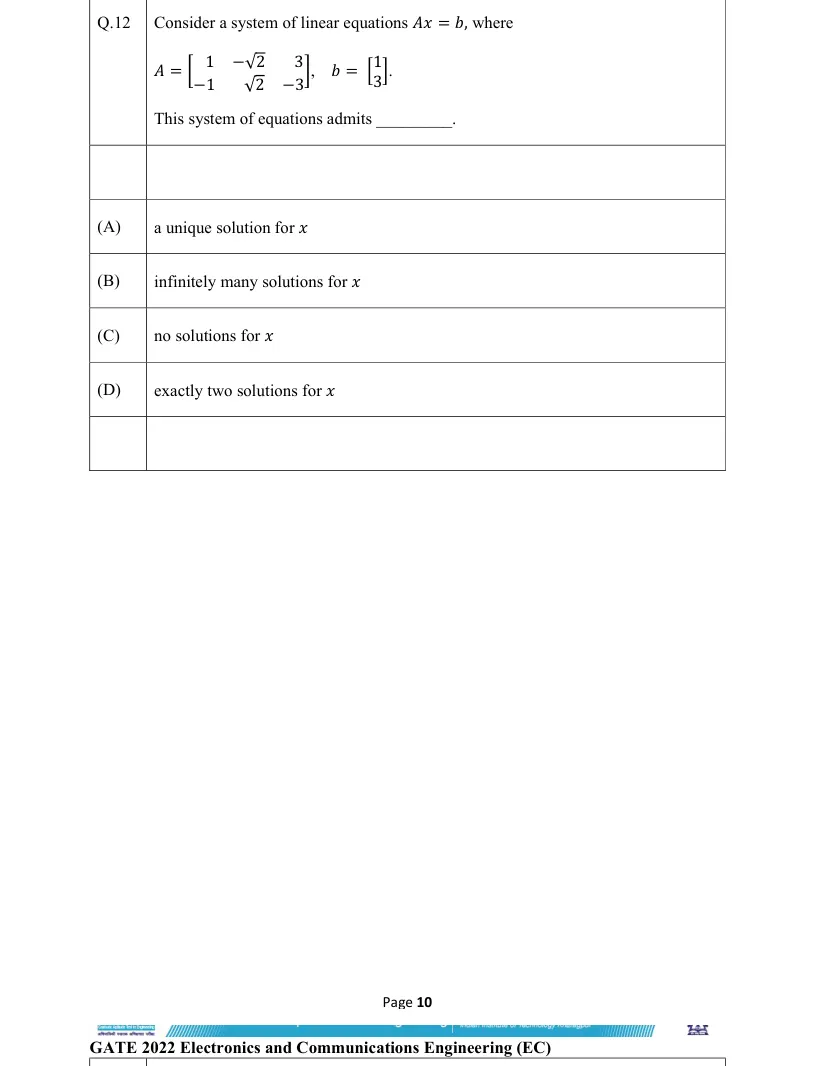 Q.12 Consider a system of linear equations 𝐴𝑥 = 𝑏, where
𝐴 = [1 −√2 3; −1 √2 −3], 𝑏 = [1; 3].
This system of equations admits _________.
(A) a unique solution for 𝑥
(B) infinitely many solutions for 𝑥
(C) no solutions for 𝑥
(D) exactly two solutions for 𝑥
Page 10
GATE 2022 Electronics and Communications Engineering (EC)